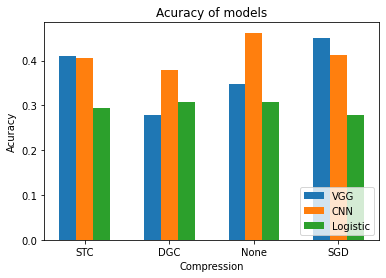 Acuracy of models
Acuracy
0.4
0.3
0.2
0.1
0.0
STC DGC None SGD
Compression
VGG
CNN
Logistic